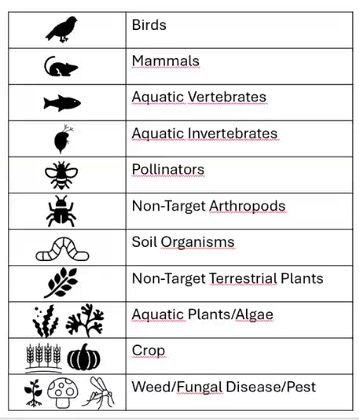 Birds
Mammals
Aquatic Vertebrates
Aquatic Invertebrates
Pollinators
Non-Target Arthropods
Soil Organisms
Non-Target Terrestrial Plants
Aquatic Plants/Algae
Crop
Weed/Fungal Disease/Pest